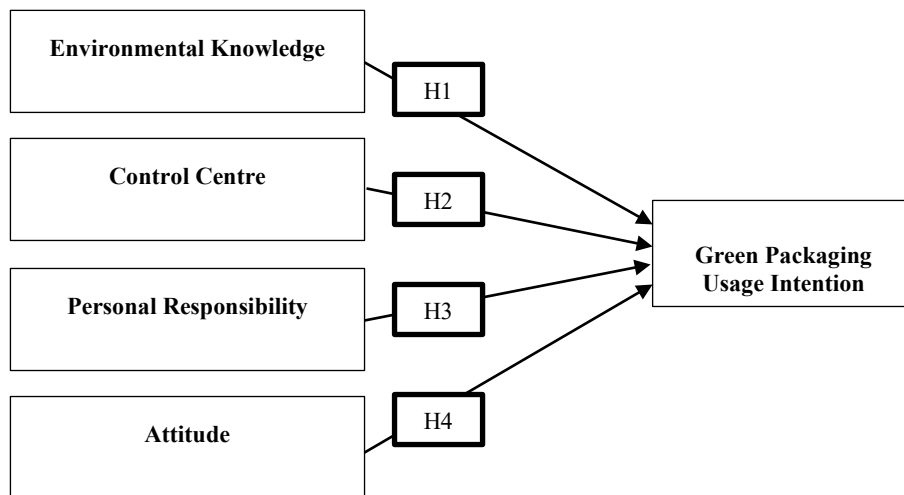 Environmental Knowledge
H1
Control Centre
H2
Green Packaging
Usage Intention
Personal Responsibility
H3
Attitude
H4